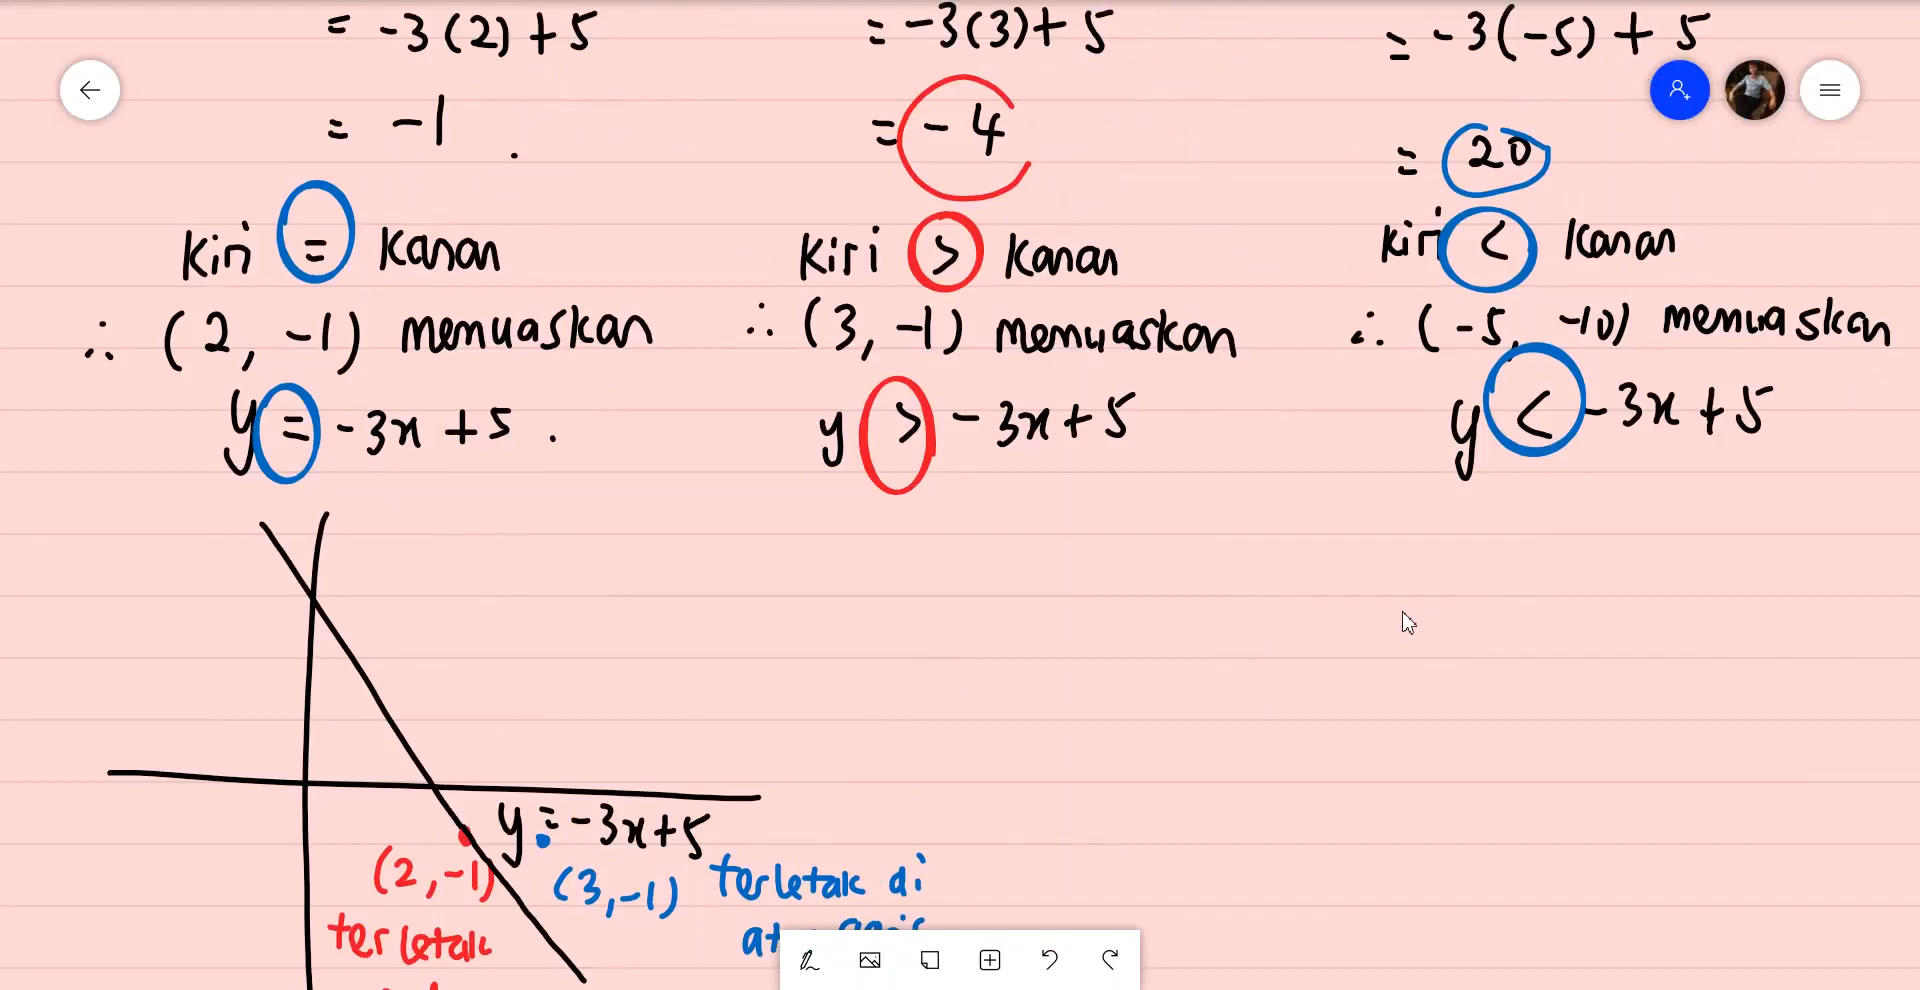 = -3(2) + 5
= -1 .
Kiri = Kanan
∴ (2, -1) memuaskan
y = -3x + 5 .
= -3(3) + 5
= -4
Kiri > Kanan
∴ (3, -1) memuaskan
y > -3x + 5
= -3(-5) + 5
= 20
Kiri < Kanan
∴ (-5, -10) memuaskan
y < -3x + 5
y = -3x + 5
(2, -1)
terletak
(3, -1) terletak di